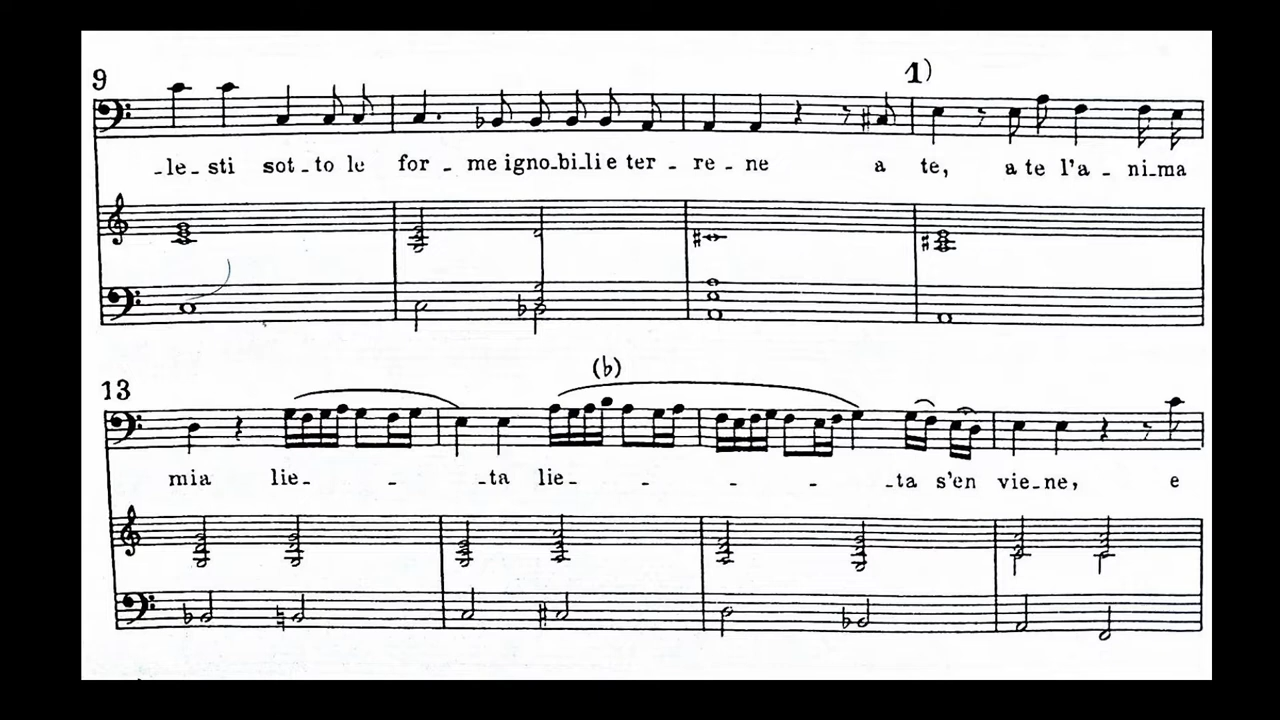 9
1)
-le-sti sot-to le for-me igno-bi-li e ter-re-ne a te, a te l'a-ni-ma
13
(b)
mia lie- - -ta lie- - - -ta s'en vie-ne, e